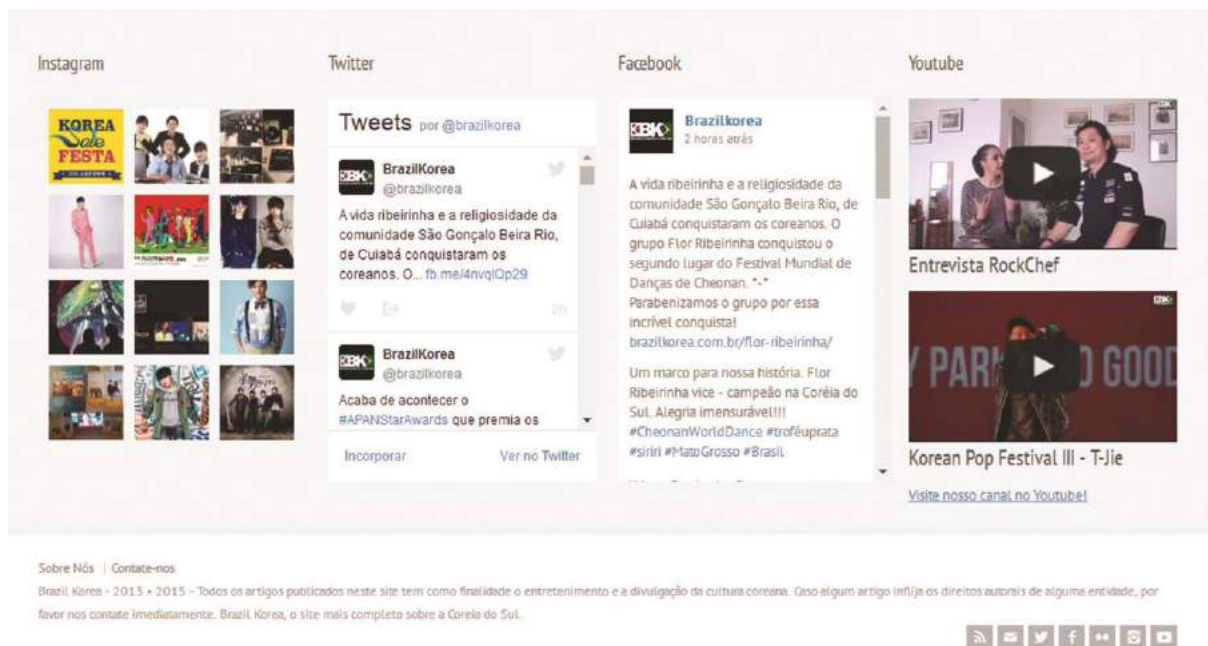 Instagram
KOREA
Sale
FESTA
Twitter
Tweets por @brazilkorea
BrazilKorea
@brazilkorea
A vida ribeirinha e a religiosidade da
comunidade São Gonçalo Beira Rio,
de Cuiabá conquistaram os
coreanos. O... fb.me/4nvqlQp29
2h
BrazilKorea
@brazilkorea
Acaba de acontecer o
#APANStarAwards que premia os
Incorporar Ver no Twitter
Facebook
Brazilkorea
2 horas atrás
A vida ribeirinha e a religiosidade da
comunidade São Gonçalo Beira Rio, de
Cuiabá conquistaram os coreanos. O
grupo Flor Ribeirinha conquistou o
segundo lugar do Festival Mundial de
Danças de Cheonan. *-*
Parabenizamos o grupo por essa
incrível conquista!
brazilkorea.com.br/flor-ribeirinha/
Um marco para nossa história. Flor
Ribeirinha vice - campeão na Coréia do
Sul. Alegria imensurável!!!
#CheonanWorldDance #troféuprata
#siriri #MatoGrosso #Brasil
Youtube
Entrevista RockChef
Y PARK GOOD
Korean Pop Festival III - T-Jie
Visite nosso canal no Youtube!
Sobre Nós | Contate-nos
Brazil Korea - 2013 • 2015 - Todos os artigos publicados neste site tem como finalidade o entretenimento e a divulgação da cultura coreana. Caso algum artigo inflija os direitos autorais de alguma entidade, por
favor nos contate imediatamente. Brazil Korea, o site mais completo sobre a Coreia do Sul.